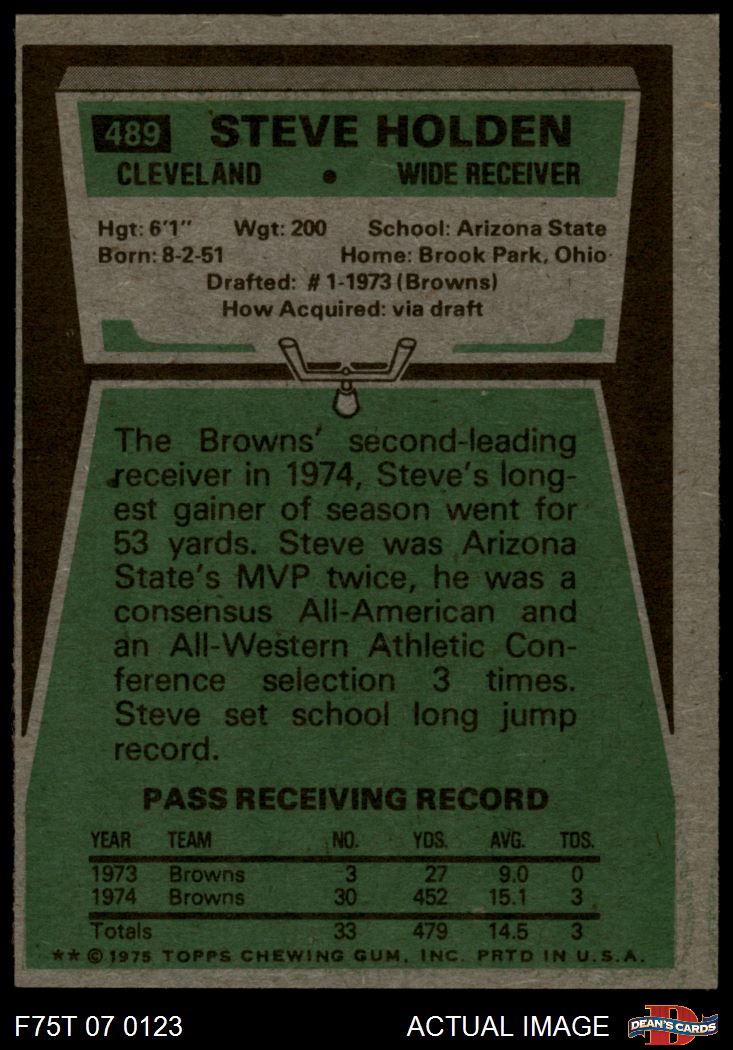 489 STEVE HOLDEN
CLEVELAND • WIDE RECEIVER
Hgt: 6'1" Wgt: 200 School: Arizona State
Born: 8-2-51 Home: Brook Park, Ohio
Drafted: #1-1973 (Browns)
How Acquired: via draft
The Browns' second-leading
receiver in 1974, Steve's long-
est gainer of season went for
53 yards. Steve was Arizona
State's MVP twice, he was a
consensus All-American and
an All-Western Athletic Con-
ference selection 3 times.
Steve set school long jump
record.
PASS RECEIVING RECORD
YEAR TEAM NO. YDS. AVG. TDS.
1973 Browns 3 27 9.0 0
1974 Browns 30 452 15.1 3
Totals 33 479 14.5 3
** © 1975 TOPPS CHEWING GUM, INC. PRTD IN U.S.A.
F75T 07 0123 ACTUAL IMAGE DEAN'S CARDS